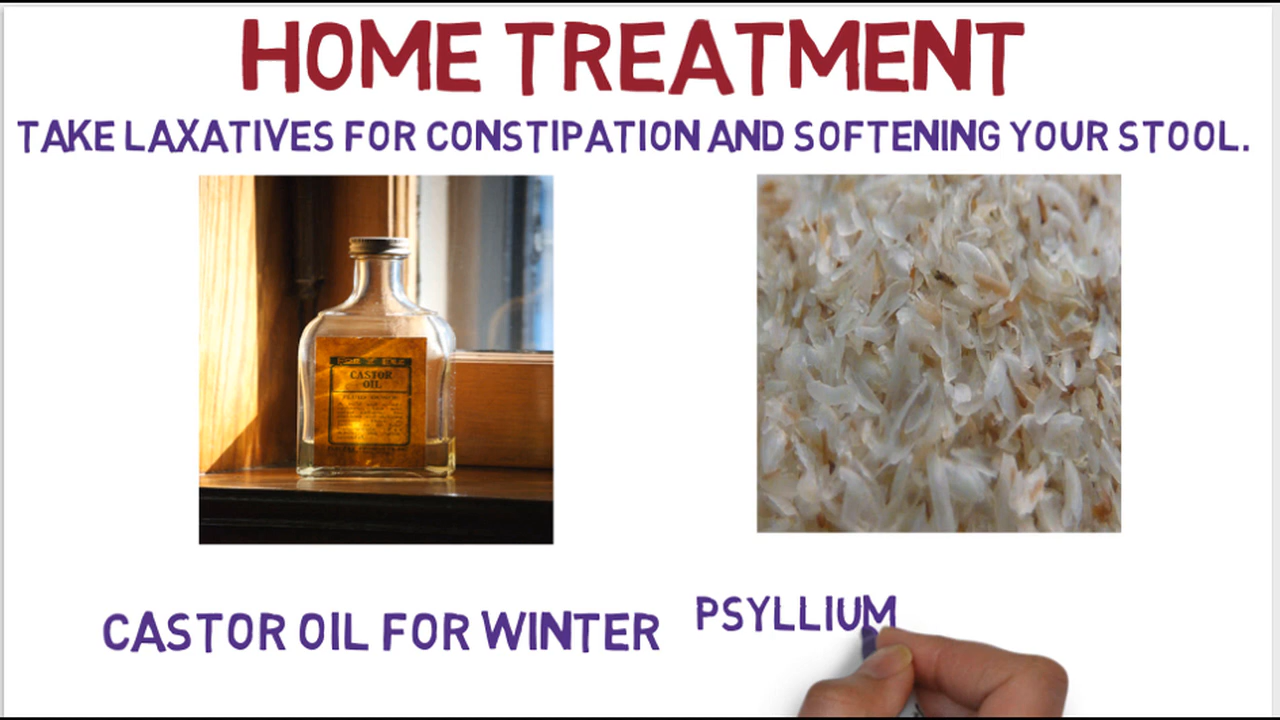 HOME TREATMENT
TAKE LAXATIVES FOR CONSTIPATION AND SOFTENING YOUR STOOL.
CASTOR
OIL
CASTOR OIL FOR WINTER
PSYLLIUM